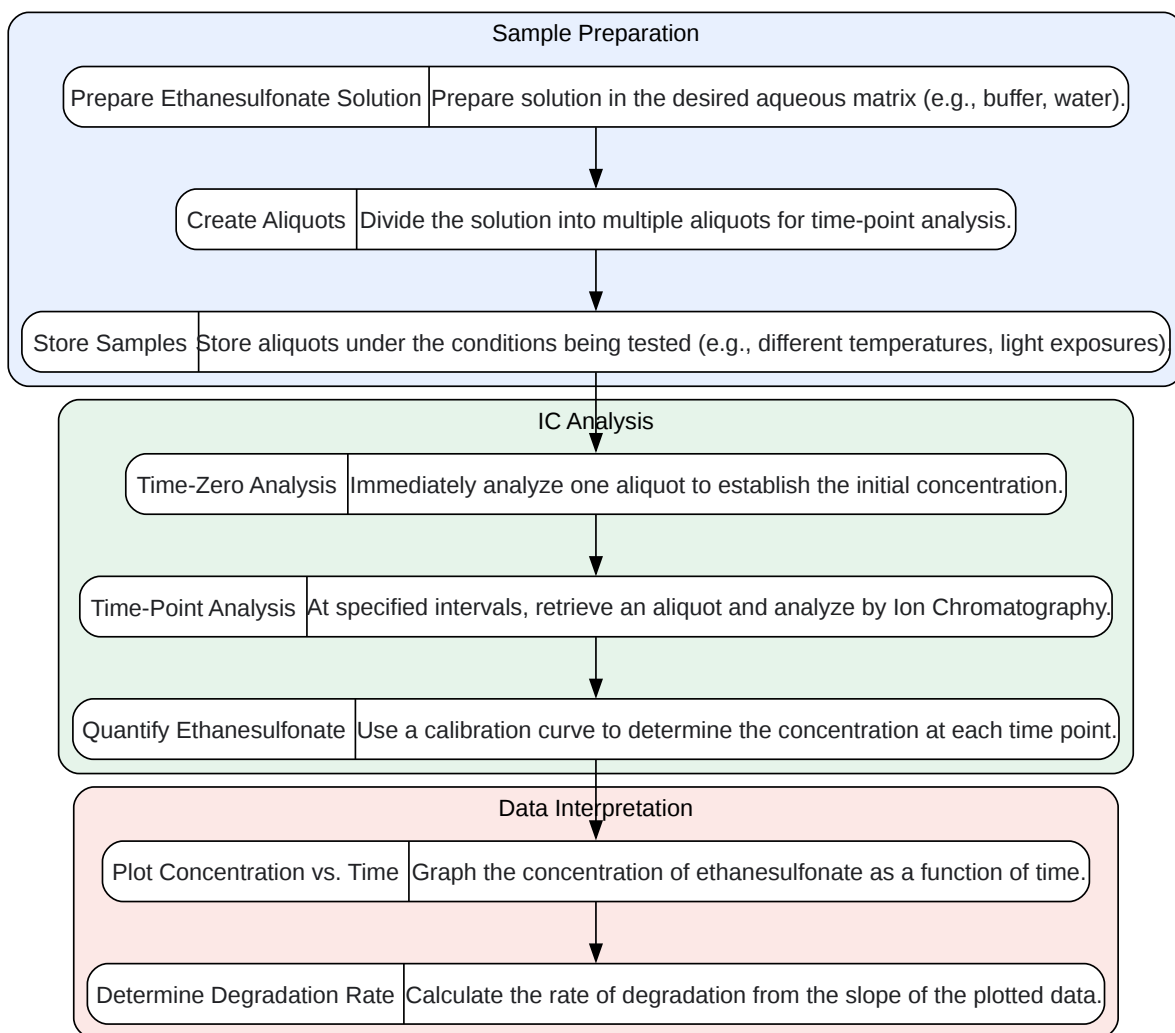 Sample Preparation
Prepare Ethanesulfonate Solution Prepare solution in the desired aqueous matrix (e.g., buffer, water).
Create Aliquots Divide the solution into multiple aliquots for time-point analysis.
Store Samples Store aliquots under the conditions being tested (e.g., different temperatures, light exposures).
IC Analysis
Time-Zero Analysis Immediately analyze one aliquot to establish the initial concentration.
Time-Point Analysis At specified intervals, retrieve an aliquot and analyze by Ion Chromatography.
Quantify Ethanesulfonate Use a calibration curve to determine the concentration at each time point.
Data Interpretation
Plot Concentration vs. Time Graph the concentration of ethanesulfonate as a function of time.
Determine Degradation Rate Calculate the rate of degradation from the slope of the plotted data.